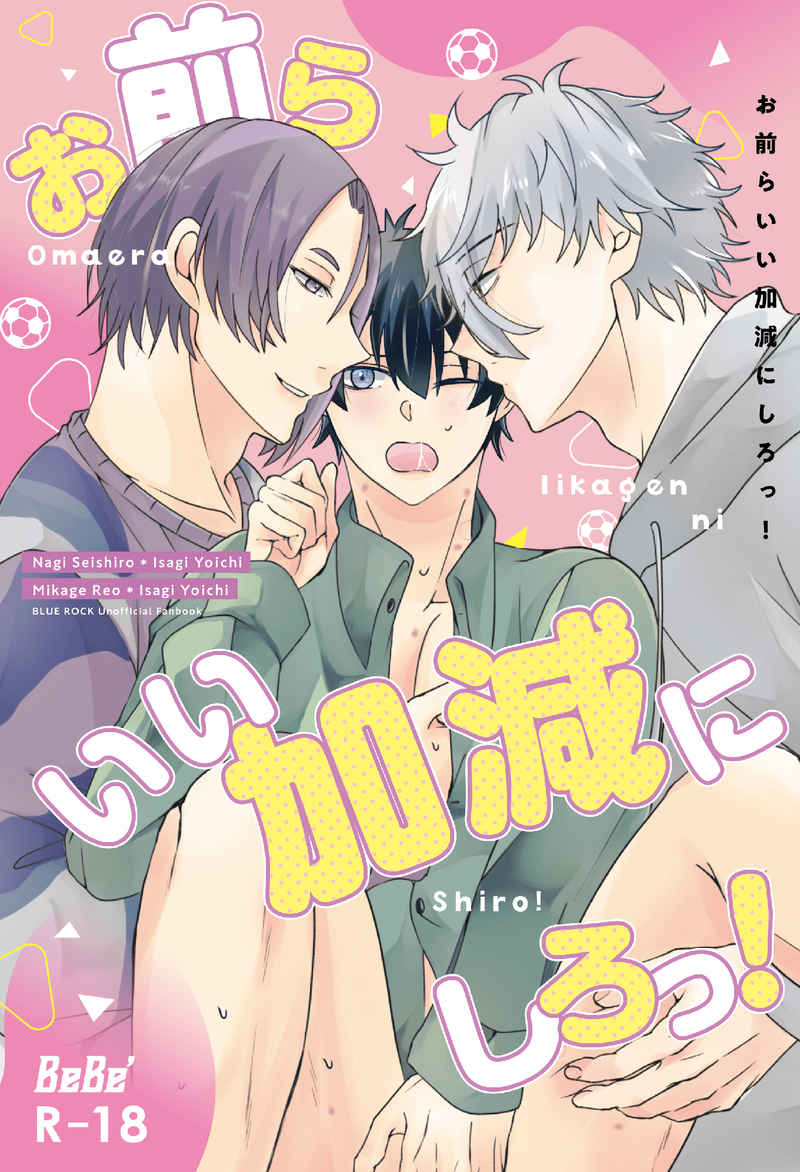 お前ら
Omaera
お前らいい加減にしろっ!
Iikagen
ni
Nagi Seishiro * Isagi Yoichi
Mikage Reo * Isagi Yoichi
BLUE ROCK Unofficial Fanbook
いい加減に
Shiro!
しろっ!
BeBe'
R-18